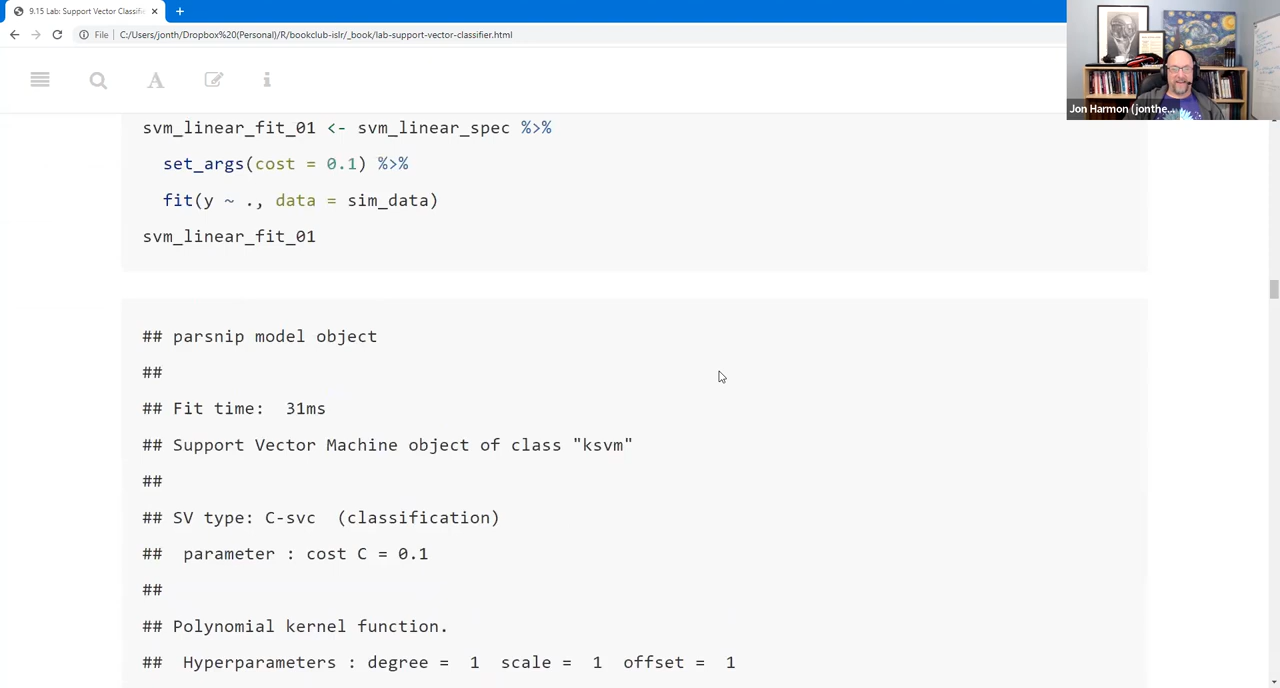 9.15 Lab: Support Vector Classifi
File
C:/Users/jonth/Dropbox%20(Personal)/R/bookclub-islr/_book/lab-support-vector-classifier.html
Jon Harmon (jonthe...
svm_linear_fit_01 <- svm_linear_spec %>%
set_args(cost = 0.1) %>%
fit(y ~ ., data = sim_data)
svm_linear_fit_01
## parsnip model object
##
## Fit time:  31ms
## Support Vector Machine object of class "ksvm"
##
## SV type: C-svc  (classification)
##  parameter : cost C = 0.1
##
## Polynomial kernel function.
##  Hyperparameters : degree =  1  scale =  1  offset =  1